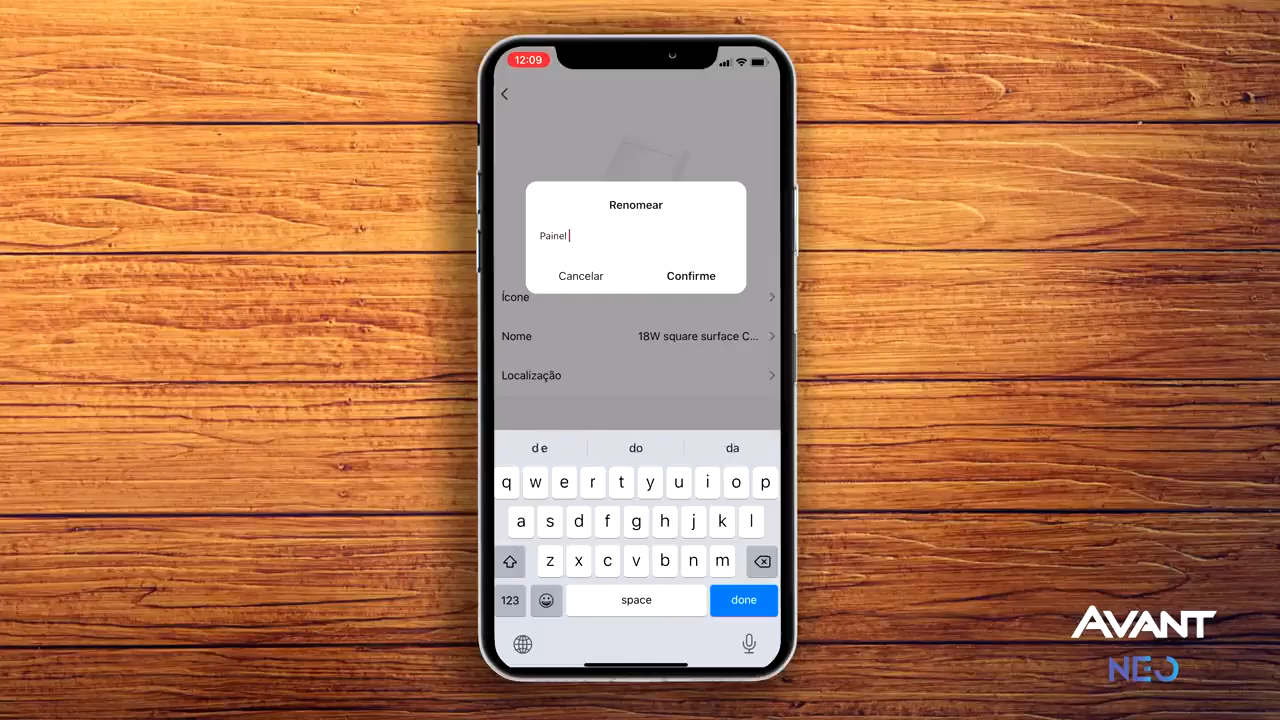 12:09
Renomear
Painel
Cancelar
Confirme
Ícone
Nome
18W square surface C...
Localização
de
do
da
q w e r t y u i o p
a s d f g h j k l
z x c v b n m
123
space
done
AVANT
NEO